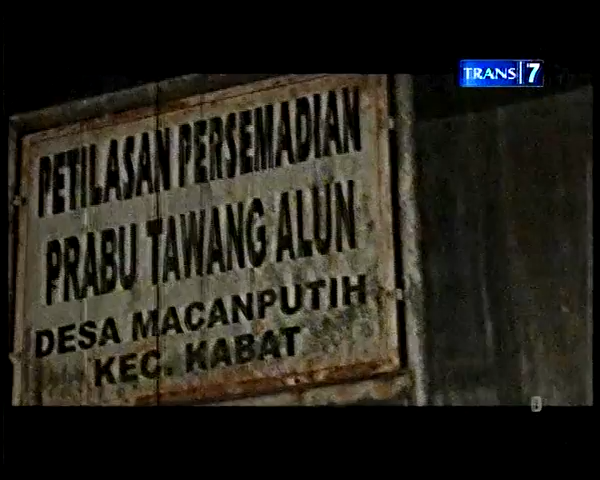 TRANS|7
PETILASAN PERSEMADIAN
PRABU TAWANG ALUN
DESA MACANPUTIH
KEC. KABAT